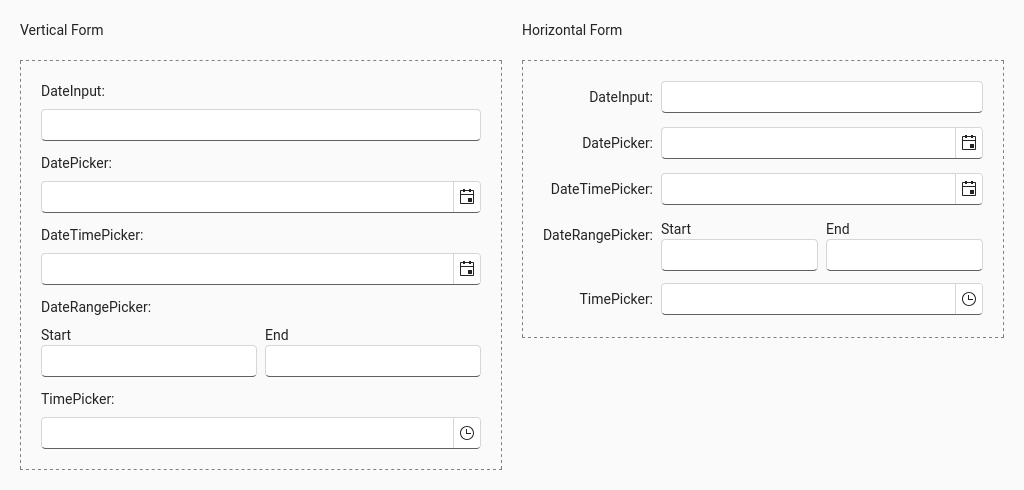 Vertical Form
DateInput:
DatePicker:
DateTimePicker:
DateRangePicker:
Start End
TimePicker:
Horizontal Form
DateInput:
DatePicker:
DateTimePicker:
DateRangePicker: Start End
TimePicker: